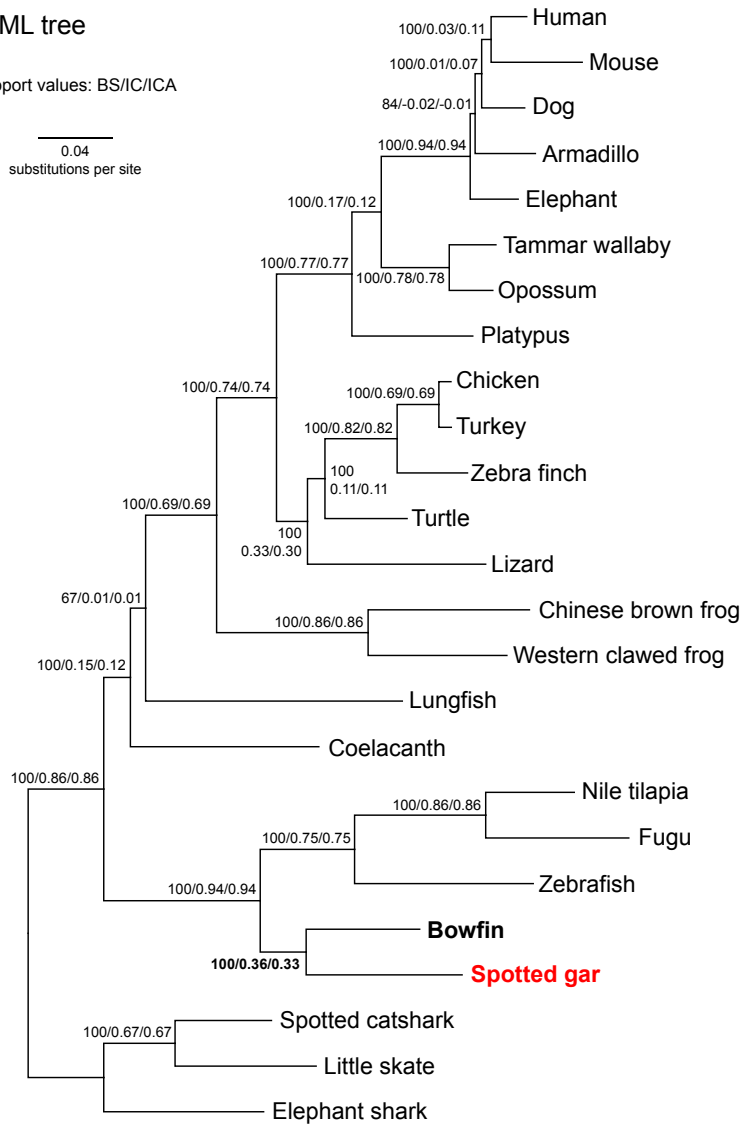 ML tree
Human
100/0.03/0.11
100/0.01/0.07
Mouse
port values: BS/IC/ICA
84/-0.02/-0.01
Dog
0.04
substitutions per site
100/0.94/0.94
Armadillo
Elephant
100/0.17/0.12
Tammar wallaby
100/0.77/0.77
100/0.78/0.78
Opossum
Platypus
100/0.74/0.74
100/0.69/0.69
Chicken
100/0.82/0.82
Turkey
100
0.11/0.11
Zebra finch
100/0.69/0.69
Turtle
100
0.33/0.30
Lizard
67/0.01/0.01
Chinese brown frog
100/0.86/0.86
Western clawed frog
100/0.15/0.12
Lungfish
Coelacanth
100/0.86/0.86
Nile tilapia
100/0.86/0.86
Fugu
100/0.75/0.75
Zebrafish
100/0.94/0.94
Bowfin
100/0.36/0.33
Spotted gar
Spotted catshark
100/0.67/0.67
Little skate
Elephant shark